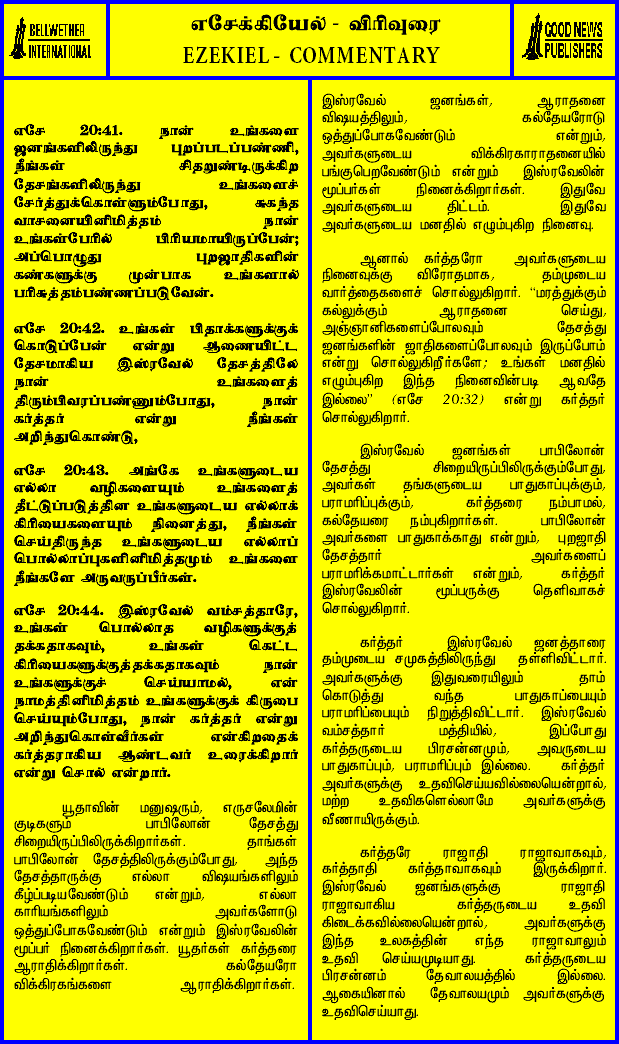 BELLWETHER
INTERNATIONAL
எசேக்கியேல் - விரிவுரை
EZEKIEL - COMMENTARY
GOOD NEWS
PUBLISHERS
எசே 20:41. நான் உங்களை
ஜனங்களிலிருந்து புறப்படப்பண்ணி,
நீங்கள் சிதறுண்டிருக்கிற
தேசங்களிலிருந்து உங்களைச்
சேர்த்துக்கொள்ளும்போது, சுகந்த
வாசனையினிமித்தம் நான்
உங்கள்பேரில் பிரியமாயிருப்பேன்;
அப்பொழுது புறஜாதிகளின்
கண்களுக்கு முன்பாக உங்களால்
பரிசுத்தம்பண்ணப்படுவேன்.
எசே 20:42. உங்கள் பிதாக்களுக்குக்
கொடுப்பேன் என்று ஆணையிட்ட
தேசமாகிய இஸ்ரவேல் தேசத்திலே
நான் உங்களைத்
திரும்பிவரப்பண்ணும்போது, நான்
கர்த்தர் என்று நீங்கள்
அறிந்துகொண்டு,
எசே 20:43. அங்கே உங்களுடைய
எல்லா வழிகளையும் உங்களைத்
தீட்டுப்படுத்தின உங்களுடைய எல்லாக்
கிரியைகளையும் நினைத்து, நீங்கள்
செய்திருந்த உங்களுடைய எல்லாப்
பொல்லாப்புகளினிமித்தமும் உங்களை
நீங்களே அருவருப்பீர்கள்.
எசே 20:44. இஸ்ரவேல் வம்சத்தாரே,
உங்கள் பொல்லாத வழிகளுக்குத்
தக்கதாகவும், உங்கள் கெட்ட
கிரியைகளுக்குத்தக்கதாகவும் நான்
உங்களுக்குச் செய்யாமல், என்
நாமத்தினிமித்தம் உங்களுக்குக் கிருபை
செய்யும்போது, நான் கர்த்தர் என்று
அறிந்துகொள்வீர்கள் என்கிறதைக்
கர்த்தராகிய ஆண்டவர் உரைக்கிறார்
என்று சொல் என்றார்.
யூதாவின் மனுஷரும், எருசலேமின்
குடிகளும் பாபிலோன் தேசத்து
சிறையிருப்பிலிருக்கிறார்கள். தாங்கள்
பாபிலோன் தேசத்திலிருக்கும்போது, அந்த
தேசத்தாருக்கு எல்லா விஷயங்களிலும்
கீழ்ப்படியவேண்டும் என்றும், எல்லா
காரியங்களிலும் அவர்களோடு
ஒத்துப்போகவேண்டும் என்றும் இஸ்ரவேலின்
மூப்பர் நினைக்கிறார்கள். யூதர்கள் கர்த்தரை
ஆராதிக்கிறார்கள். கல்தேயரோ
விக்கிரகங்களை ஆராதிக்கிறார்கள்.
இஸ்ரவேல் ஜனங்கள், ஆராதனை
விஷயத்திலும், கல்தேயரோடு
ஒத்துப்போகவேண்டும் என்றும்,
அவர்களுடைய விக்கிரகாராதனையில்
பங்குபெறவேண்டும் என்றும் இஸ்ரவேலின்
மூப்பர்கள் நினைக்கிறார்கள். இதுவே
அவர்களுடைய திட்டம். இதுவே
அவர்களுடைய மனதில் எழும்புகிற நினைவு.
ஆனால் கர்த்தரோ அவர்களுடைய
நினைவுக்கு விரோதமாக, தம்முடைய
வார்த்தைகளைச் சொல்லுகிறார். “மரத்துக்கும்
கல்லுக்கும் ஆராதனை செய்து,
அஞ்ஞானிகளைப்போலவும் தேசத்து
ஜனங்களின் ஜாதிகளைப்போலவும் இருப்போம்
என்று சொல்லுகிறீர்களே; உங்கள் மனதில்
எழும்புகிற இந்த நினைவின்படி ஆவதே
இல்லை” (எசே 20:32) என்று கர்த்தர்
சொல்லுகிறார்.
இஸ்ரவேல் ஜனங்கள் பாபிலோன்
தேசத்து சிறையிருப்பிலிருக்கும்போது,
அவர்கள் தங்களுடைய பாதுகாப்புக்கும்,
பராமரிப்புக்கும், கர்த்தரை நம்பாமல்,
கல்தேயரை நம்புகிறார்கள். பாபிலோன்
அவர்களை பாதுகாக்காது என்றும், புறஜாதி
தேசத்தார் அவர்களைப்
பராமரிக்கமாட்டார்கள் என்றும், கர்த்தர்
இஸ்ரவேலின் மூப்பருக்கு தெளிவாகச்
சொல்லுகிறார்.
கர்த்தர் இஸ்ரவேல் ஜனத்தாரை
தம்முடைய சமுகத்திலிருந்து தள்ளிவிட்டார்.
அவர்களுக்கு இதுவரையிலும் தாம்
கொடுத்து வந்த பாதுகாப்பையும்
பராமரிப்பையும் நிறுத்திவிட்டார். இஸ்ரவேல்
வம்சத்தார் மத்தியில், இப்போது
கர்த்தருடைய பிரசன்னமும், அவருடைய
பாதுகாப்பும், பராமரிப்பும் இல்லை. கர்த்தர்
அவர்களுக்கு உதவிசெய்யவில்லையென்றால்,
மற்ற உதவிகளெல்லாமே அவர்களுக்கு
வீணாயிருக்கும்.
கர்த்தரே ராஜாதி ராஜாவாகவும்,
கர்த்தாதி கர்த்தாவாகவும் இருக்கிறார்.
இஸ்ரவேல் ஜனங்களுக்கு ராஜாதி
ராஜாவாகிய கர்த்தருடைய உதவி
கிடைக்கவில்லையென்றால், அவர்களுக்கு
இந்த உலகத்தின் எந்த ராஜாவாலும்
உதவி செய்யமுடியாது. கர்த்தருடைய
பிரசன்னம் தேவாலயத்தில் இல்லை.
ஆகையினால் தேவாலயமும் அவர்களுக்கு
உதவிசெய்யாது.